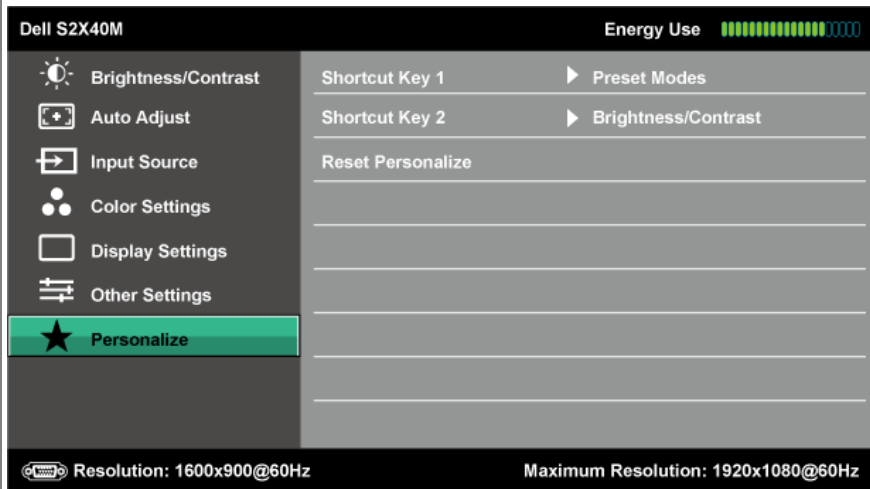 Dell S2X40M Energy Use
Brightness/Contrast
Auto Adjust
Input Source
Color Settings
Display Settings
Other Settings
Personalize
Shortcut Key 1 Preset Modes
Shortcut Key 2 Brightness/Contrast
Reset Personalize
Resolution: 1600x900@60Hz Maximum Resolution: 1920x1080@60Hz